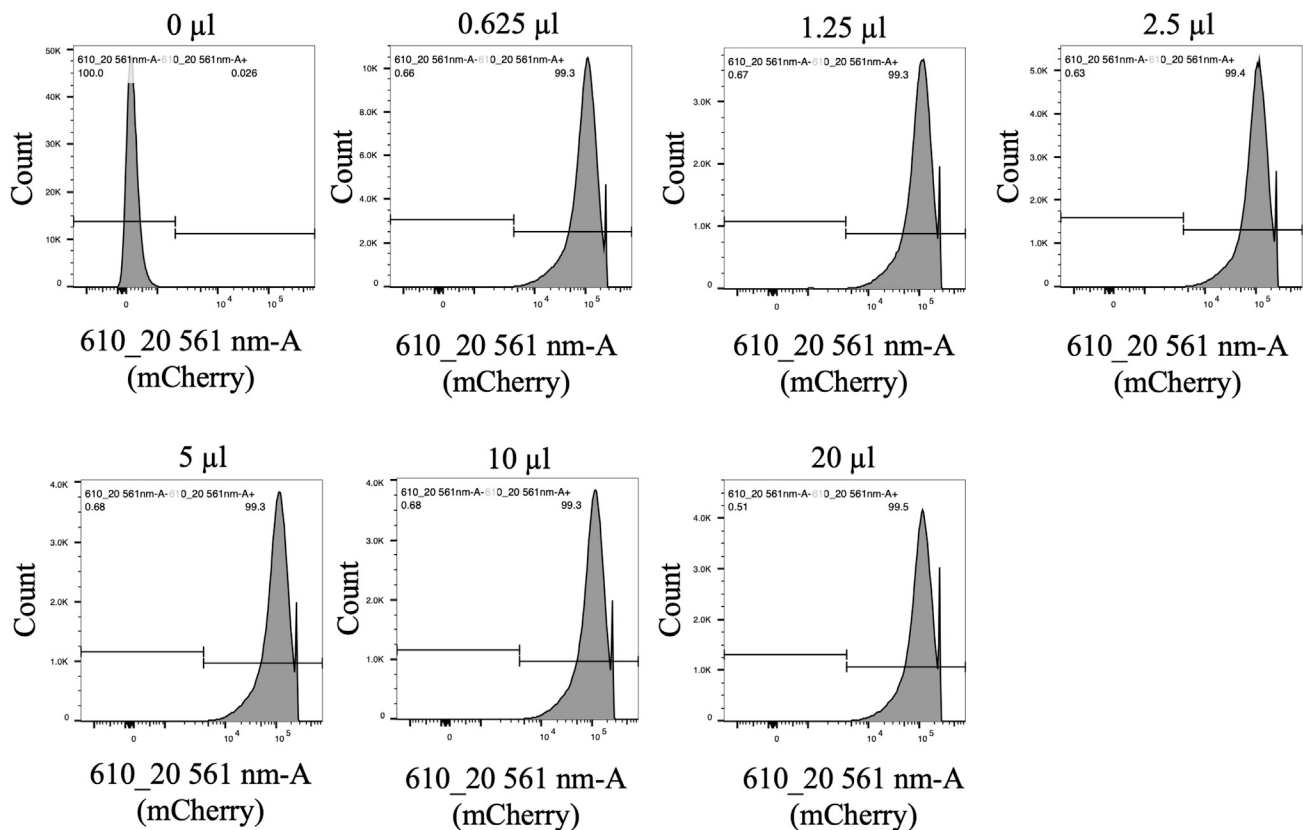 0 µl
0.625 µl
1.25 µl
2.5 µl
610_20 561nm-A-610_20 561nm-A+
100.0 0.026
50K
40K
30K
20K
10K
0
0 10^4 10^5
Count
610_20 561 nm-A
(mCherry)
610_20 561nm-A-610_20 561nm-A+
0.66 99.3
10K
8.0K
6.0K
4.0K
2.0K
0
0 10^4 10^5
Count
610_20 561 nm-A
(mCherry)
610_20 561nm-A-610_20 561nm-A+
0.67 99.3
3.0K
2.0K
1.0K
0
0 10^4 10^5
Count
610_20 561 nm-A
(mCherry)
610_20 561nm-A-610_20 561nm-A+
0.63 99.4
5.0K
4.0K
3.0K
2.0K
1.0K
0
0 10^4 10^5
Count
610_20 561 nm-A
(mCherry)
5 µl
10 µl
20 µl
610_20 561nm-A-610_20 561nm-A+
0.68 99.3
4.0K
3.0K
2.0K
1.0K
0
0 10^4 10^5
Count
610_20 561 nm-A
(mCherry)
610_20 561nm-A-610_20 561nm-A+
0.68 99.3
4.0K
3.0K
2.0K
1.0K
0
0 10^4 10^5
Count
610_20 561 nm-A
(mCherry)
610_20 561nm-A-610_20 561nm-A+
0.51 99.5
4.0K
3.0K
2.0K
1.0K
0
0 10^4 10^5
Count
610_20 561 nm-A
(mCherry)